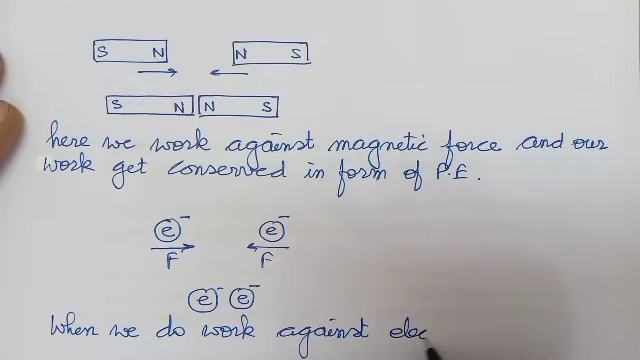 S N N S
S N N S
here we work against magnetic force and our
work get conserved in form of P.E.
e⁻ e⁻
F F
e⁻ e⁻
When we do work against elec